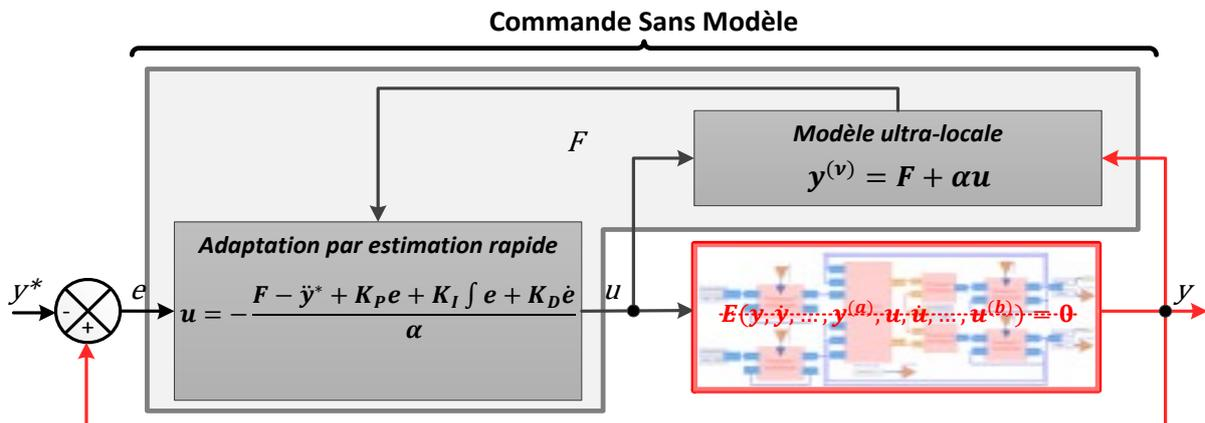 Commande Sans Modèle
F
Modèle ultra-locale
y^(ν) = F + αu
Adaptation par estimation rapide
u = − (F − ÿ* + K_P e + K_I ∫ e + K_D ė) / α
y*
-
+
e
u
E(y, ẏ, …, y^(a), u, u̇, …, u^(b)) = 0
y